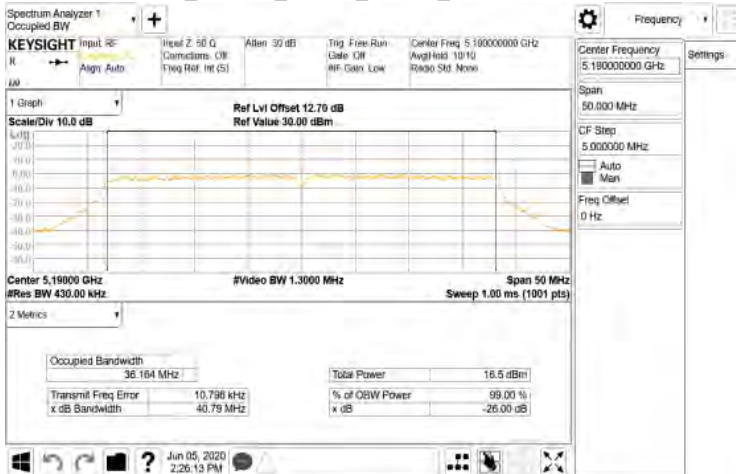 Spectrum Analyzer 1
Occupied BW
Frequency
KEYSIGHT
Input: RF
Align: Auto
Input Z: 50 Ω
Corrections: Off
Freq Ref: Int (S)
Atten: 30 dB
Trig: Free Run
Gate: Off
#IF Gain: Low
Center Freq: 5.190000000 GHz
Avg|Hold: 10/10
Radio Std: None
Center Frequency
5.190000000 GHz
Settings
Span
50.000 MHz
CF Step
5.000000 MHz
Auto
Man
Freq Offset
0 Hz
1 Graph
Scale/Div 10.0 dB
Ref Lvl Offset 12.70 dB
Ref Value 30.00 dBm
Center 5.19000 GHz
#Res BW 430.00 kHz
#Video BW 1.3000 MHz
Span 50 MHz
Sweep 1.00 ms (1001 pts)
2 Metrics
Occupied Bandwidth
36.164 MHz
Total Power
16.5 dBm
Transmit Freq Error
10.796 kHz
% of OBW Power
99.00 %
x dB Bandwidth
40.79 MHz
x dB
-26.00 dB
?
Jun 05, 2020
2:26:13 PM